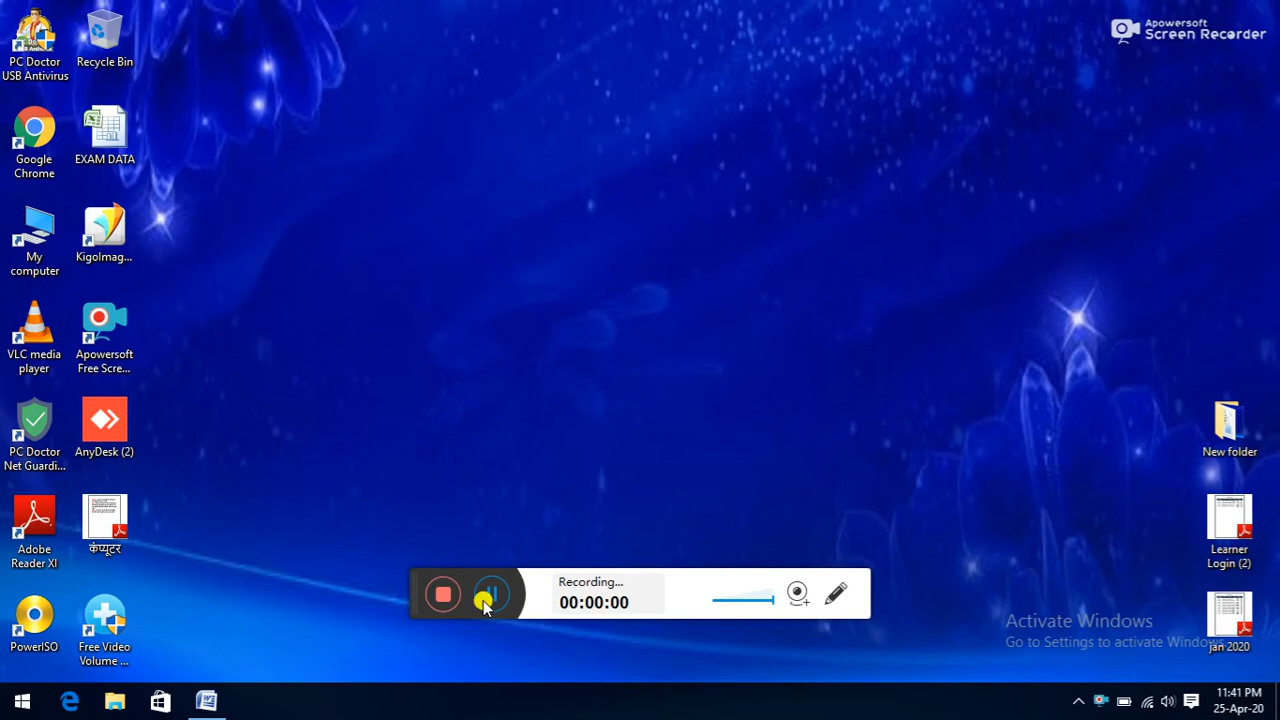 Apowersoft
Screen Recorder
PC Doctor
USB Antivirus
Recycle Bin
Google
Chrome
EXAM DATA
My
computer
KigoImag...
VLC media
player
Apowersoft
Free Scre...
PC Doctor
Net Guardi...
AnyDesk (2)
Adobe
Reader XI
कंप्यूटर
PowerISO
Free Video
Volume ...
New folder
Learner
Login (2)
jan 2020
Recording...
00:00:00
Activate Windows
Go to Settings to activate Windows.
11:41 PM
25-Apr-20